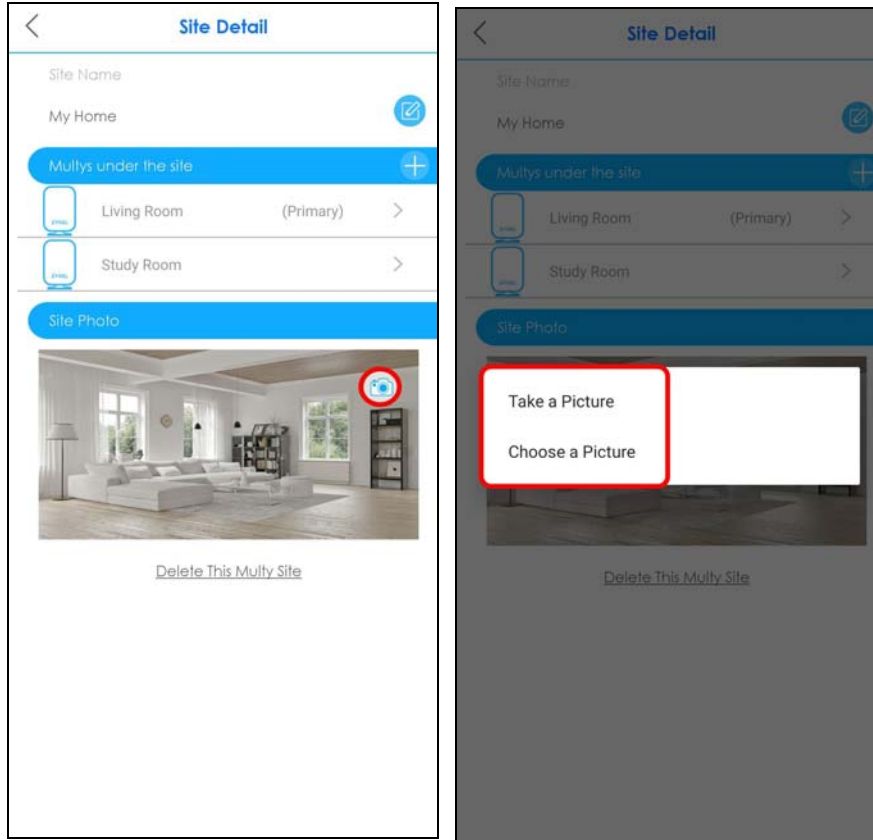 Site Detail
Site Name
My Home
Multys under the site
Living Room (Primary)
Study Room
Site Photo
Delete This Multy Site
Site Detail
Site Name
My Home
Multys under the site
Living Room (Primary)
Study Room
Site Photo
Take a Picture
Choose a Picture
Delete This Multy Site